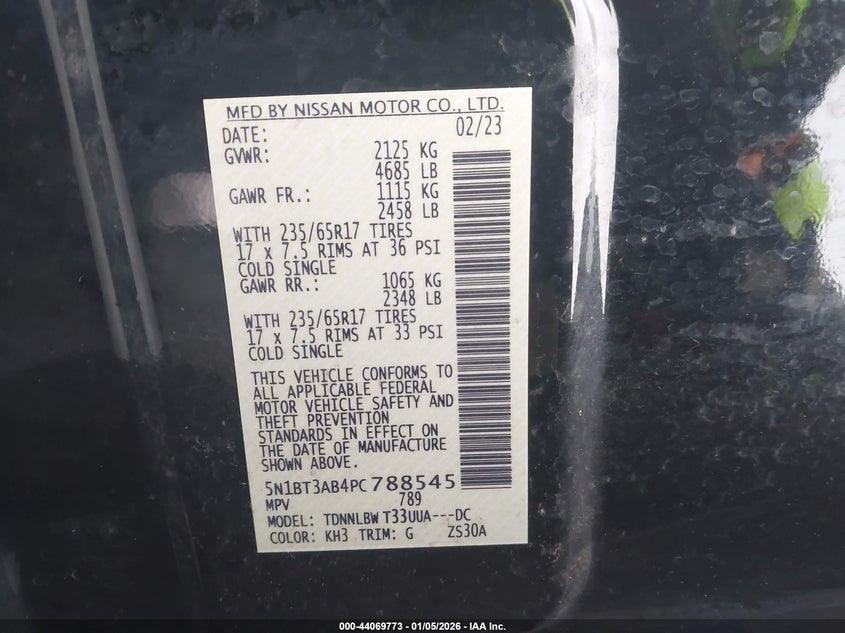 MFD BY NISSAN MOTOR CO., LTD.
DATE: 02/23
GVWR: 2125 KG
4685 LB
GAWR FR.: 1115 KG
2458 LB
WITH 235/65R17 TIRES
17 x 7.5 RIMS AT 36 PSI
COLD SINGLE
GAWR RR.: 1065 KG
2348 LB
WITH 235/65R17 TIRES
17 x 7.5 RIMS AT 33 PSI
COLD SINGLE
THIS VEHICLE CONFORMS TO
ALL APPLICABLE FEDERAL
MOTOR VEHICLE SAFETY AND
THEFT PREVENTION
STANDARDS IN EFFECT ON
THE DATE OF MANUFACTURE
SHOWN ABOVE.
5N1BT3AB4PC788545
MPV 789
MODEL: TDNNLBW T33UUA---DC
COLOR: KH3 TRIM: G ZS30A
000-44069773 - 01/05/2026 - IAA Inc.